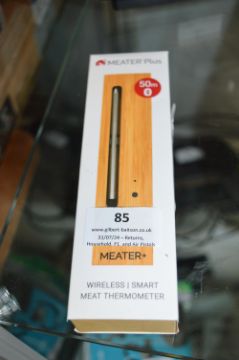 MEATER Plus
50m
85
www.gilbert-baitson.co.uk
31/07/24 – Returns,
Household, PS, and Air Pistols
MEATER+
WIRELESS | SMART
MEAT THERMOMETER